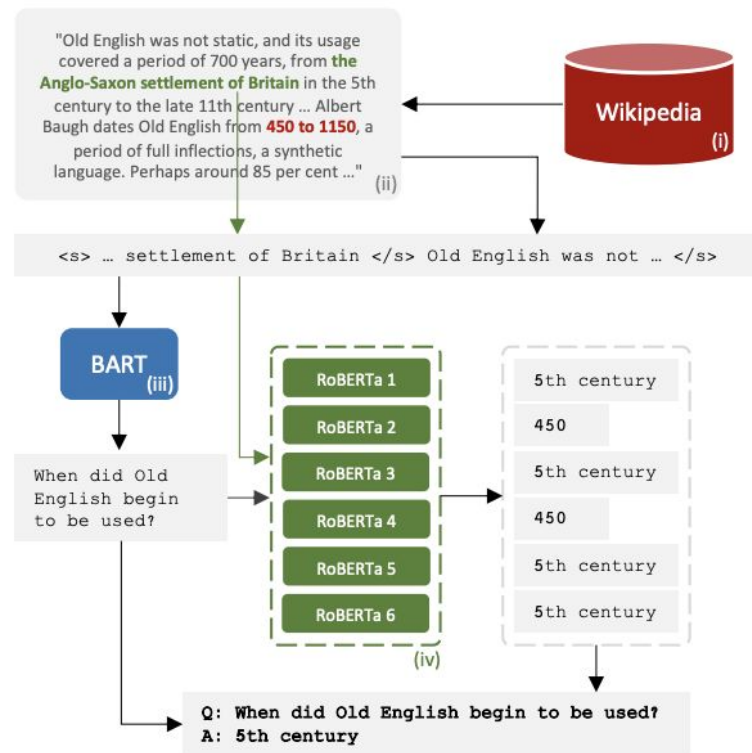 "Old English was not static, and its usage
covered a period of 700 years, from the
Anglo-Saxon settlement of Britain in the 5th
century to the late 11th century ... Albert
Baugh dates Old English from 450 to 1150, a
period of full inflections, a synthetic
language. Perhaps around 85 per cent ..."
(ii)
Wikipedia
(i)
<s> ... settlement of Britain </s> Old English was not ... </s>
BART
(iii)
When did Old
English begin
to be used?
RoBERTa 1
RoBERTa 2
RoBERTa 3
RoBERTa 4
RoBERTa 5
RoBERTa 6
(iv)
5th century
450
5th century
450
5th century
5th century
Q: When did Old English begin to be used?
A: 5th century